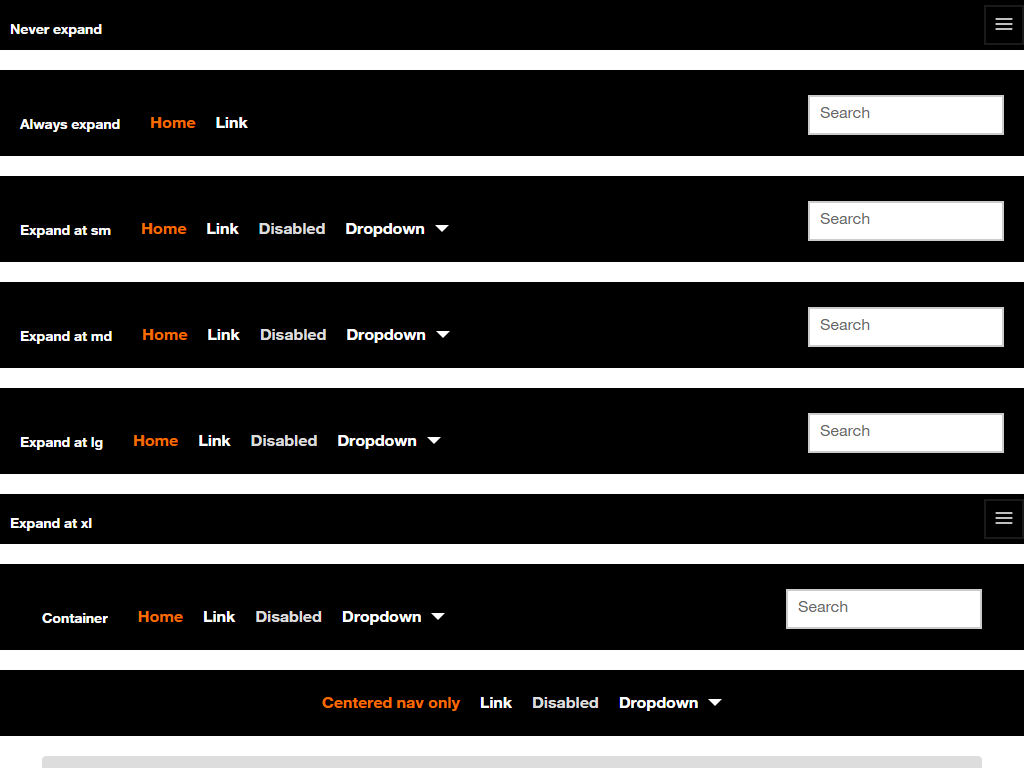 Never expand
Always expand Home Link Search
Expand at sm Home Link Disabled Dropdown Search
Expand at md Home Link Disabled Dropdown Search
Expand at lg Home Link Disabled Dropdown Search
Expand at xl
Container Home Link Disabled Dropdown Search
Centered nav only Link Disabled Dropdown